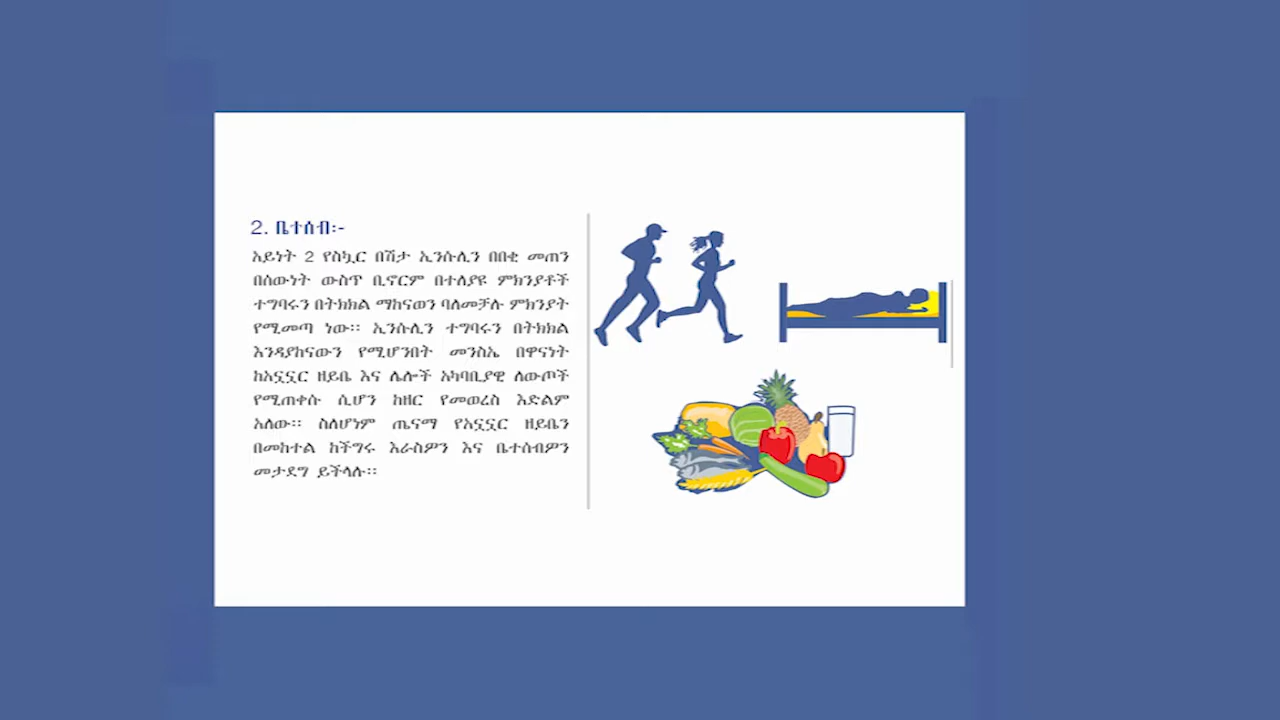 2. ቤተሰብ፡-
አይነት 2 የስኳር በሽታ ኢንሱሊን በበቂ መጠን
በሰውነት ውስጥ ቢኖርም በተለያዩ ምክንያቶች
ተግባሩን በትክክል ማከናወን ባለመቻሉ ምክንያት
የሚመጣ ነው፡፡ ኢንሱሊን ተግባሩን በትክክል
እንዳያከናውን የሚሆንበት መንስኤ በዋናነት
ከአኗኗር ዘይቤ እና ሌሎች አካባቢያዊ ለውጦች
የሚጠቀሱ ሲሆን ከዘር የመወረስ እድልም
አለው፡፡ ስለሆነም ጤናማ የአኗኗር ዘይቤን
በመከተል ከችግሩ እራስዎን እና ቤተሰብዎን
መታደግ ይችላሉ፡፡